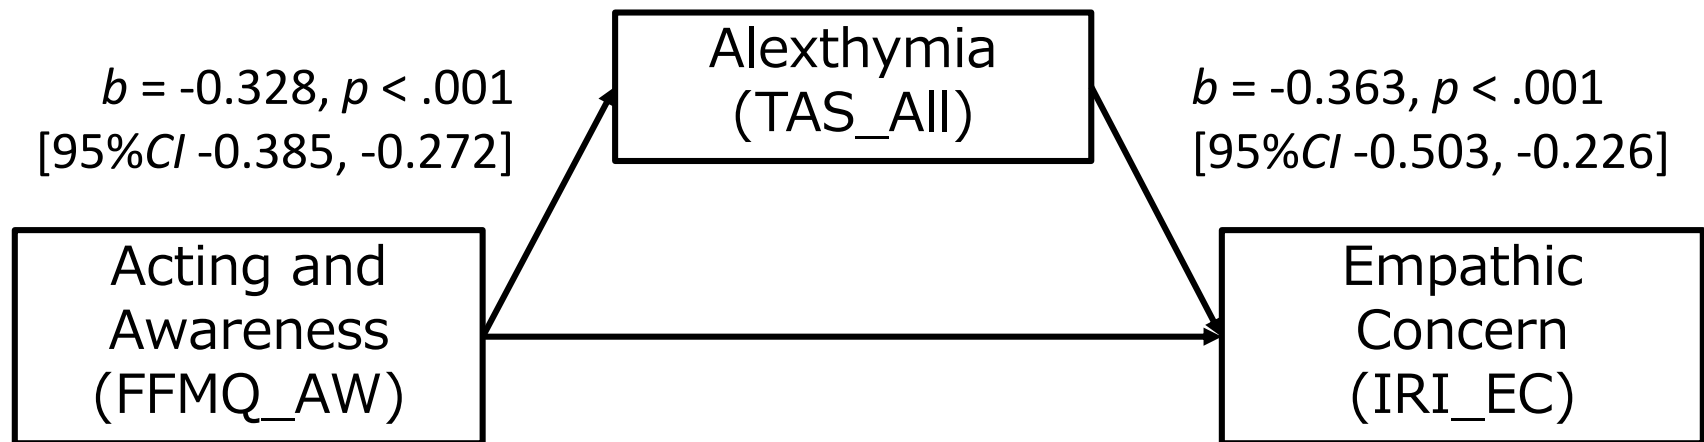 Alexthymia
(TAS_All)
b = -0.328, p < .001
[95%CI -0.385, -0.272]
b = -0.363, p < .001
[95%CI -0.503, -0.226]
Acting and
Awareness
(FFMQ_AW)
Empathic
Concern
(IRI_EC)